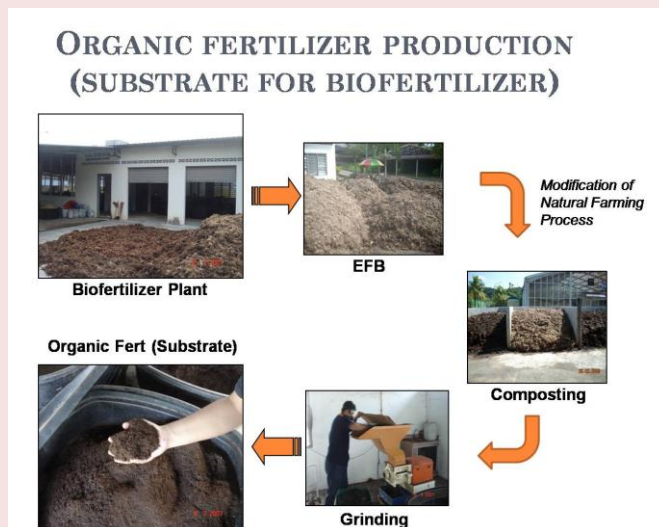 ORGANIC FERTILIZER PRODUCTION
(SUBSTRATE FOR BIOFERTILIZER)
Biofertilizer Plant
EFB
Modification of
Natural Farming
Process
Composting
Grinding
Organic Fert (Substrate)